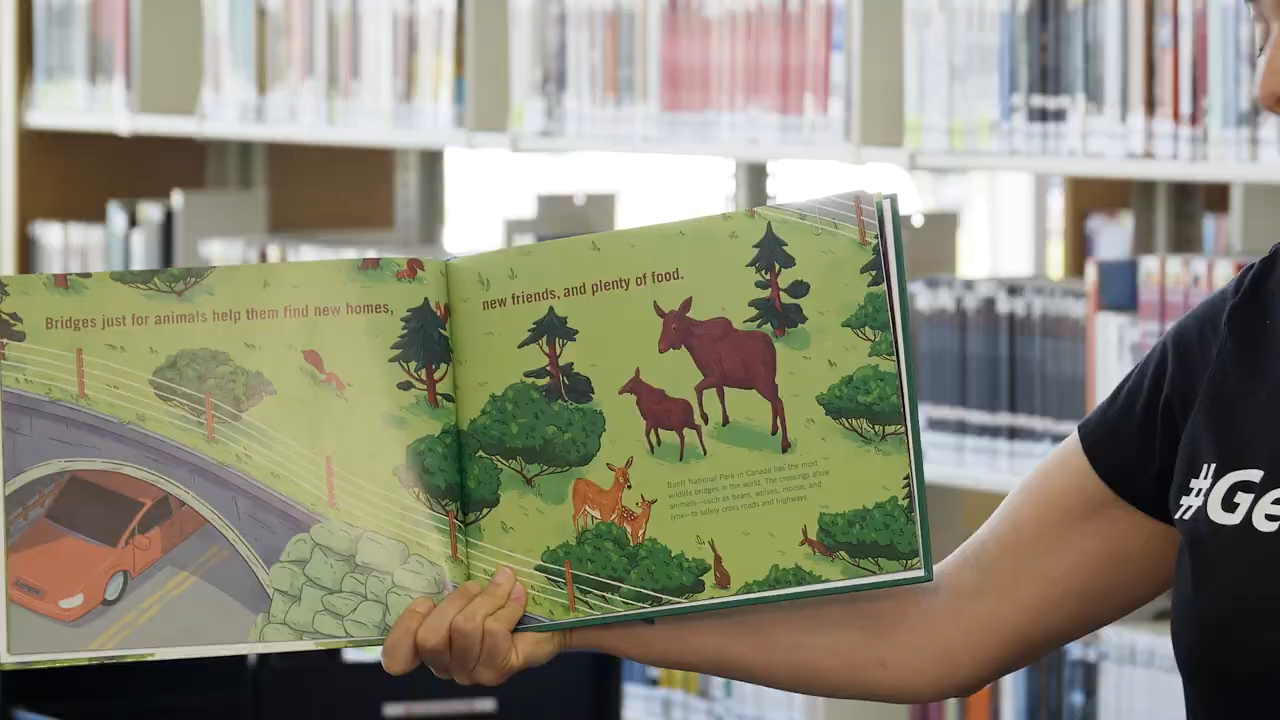 Bridges just for animals help them find new homes,
new friends, and plenty of food.
Banff National Park in Canada has the most
wildlife bridges in the world. The crossings allow
animals—such as bears, wolves, moose, and
lynx—to safely cross roads and highways.
#Ge